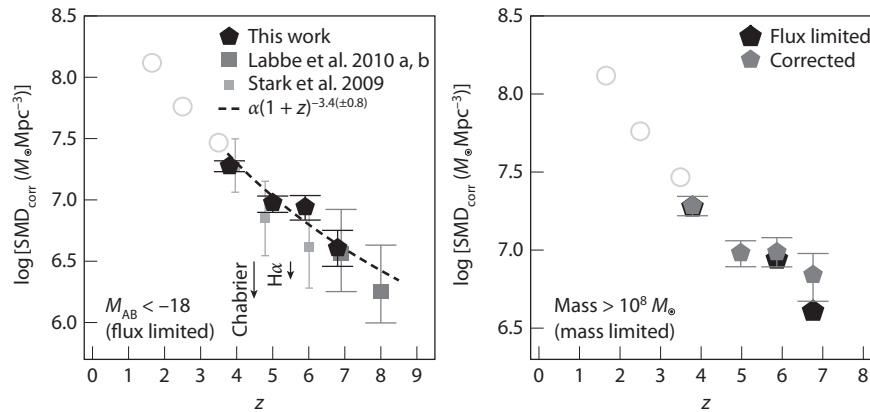 8.5
8.0
7.5
7.0
6.5
6.0
log [SMD_corr (M_⊙ Mpc⁻³)]
This work
Labbe et al. 2010 a, b
Stark et al. 2009
α(1 + z)^−3.4(±0.8)
Chabrier
Hα
M_AB < −18
(flux limited)
0 1 2 3 4 5 6 7 8 9
z
8.5
8.0
7.5
7.0
6.5
log [SMD_corr (M_⊙ Mpc⁻³)]
Flux limited
Corrected
Mass > 10⁸ M_⊙
(mass limited)
0 1 2 3 4 5 6 7 8
z